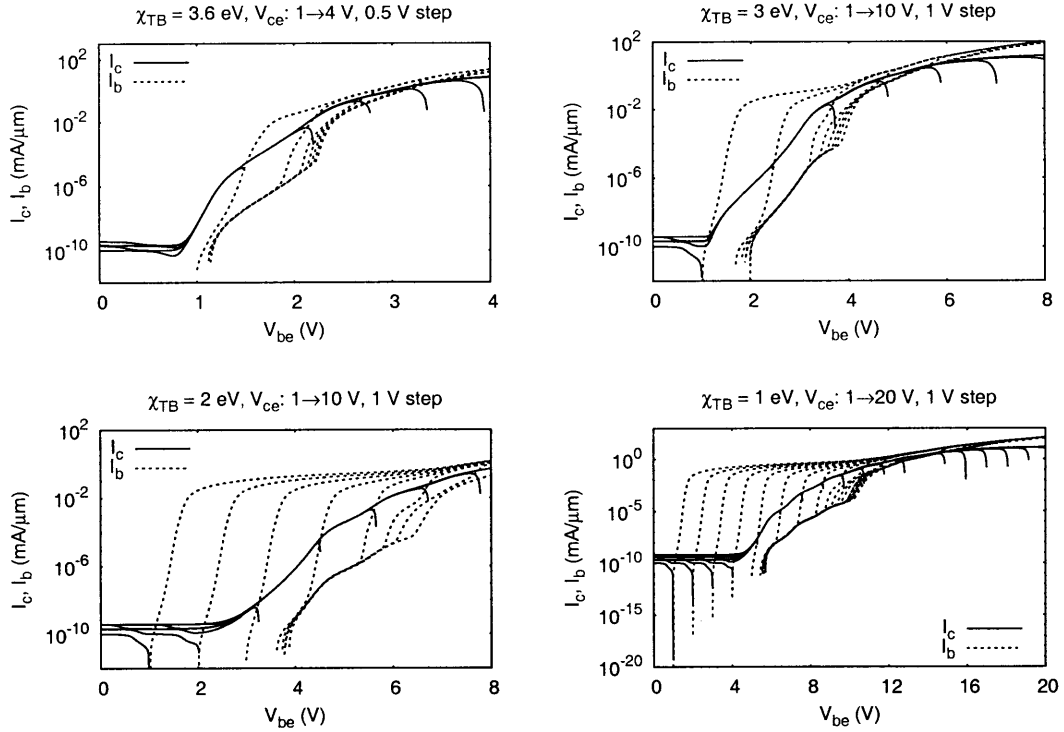 χTB = 3.6 eV, Vce: 1→4 V, 0.5 V step
Ic
Ib
Ic, Ib (mA/μm)
10^2
10^-2
10^-6
10^-10
0 1 2 3 4
Vbe (V)
χTB = 3 eV, Vce: 1→10 V, 1 V step
Ic
Ib
Ic, Ib (mA/μm)
10^2
10^-2
10^-6
10^-10
0 2 4 6 8
Vbe (V)
χTB = 2 eV, Vce: 1→10 V, 1 V step
Ic
Ib
Ic, Ib (mA/μm)
10^2
10^-2
10^-6
10^-10
0 2 4 6 8
Vbe (V)
χTB = 1 eV, Vce: 1→20 V, 1 V step
Ic, Ib (mA/μm)
10^0
10^-5
10^-10
10^-15
10^-20
Ic
Ib
0 4 8 12 16 20
Vbe (V)